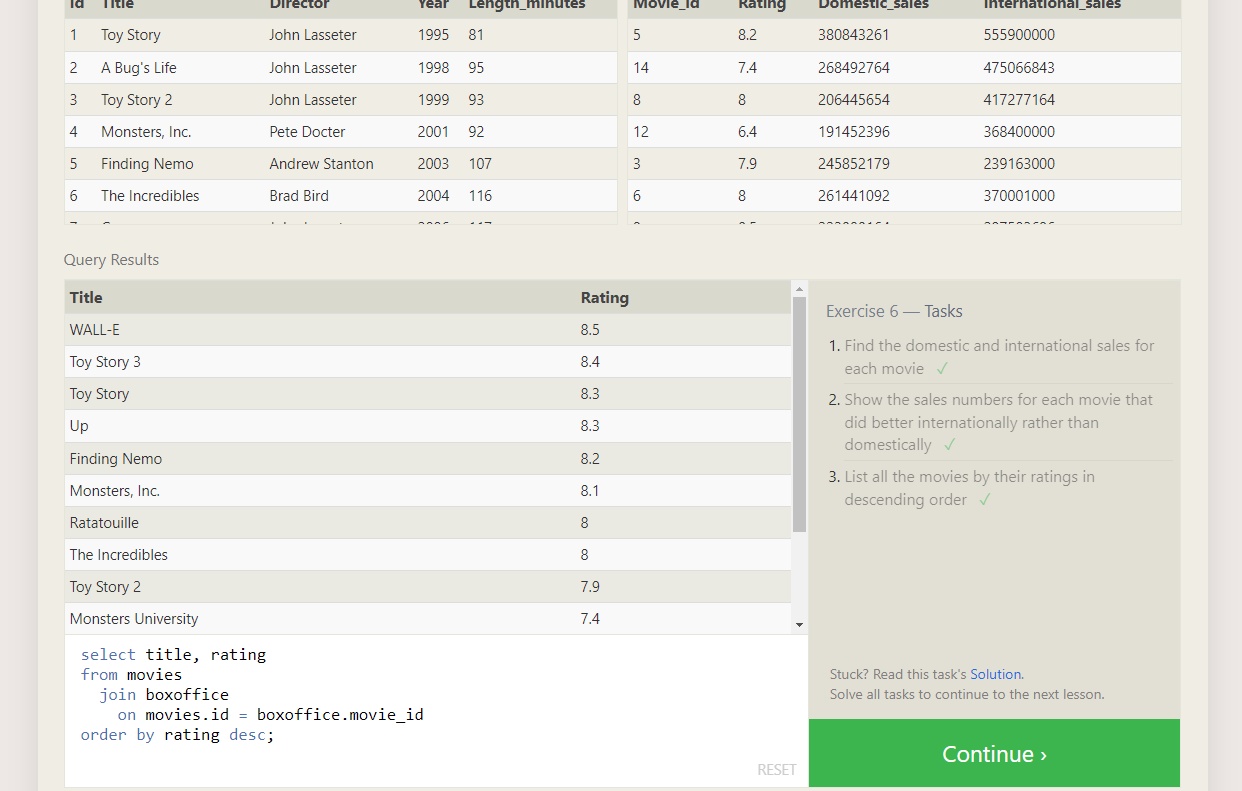 Id Title Director Year Length_minutes
1 Toy Story John Lasseter 1995 81
2 A Bug's Life John Lasseter 1998 95
3 Toy Story 2 John Lasseter 1999 93
4 Monsters, Inc. Pete Docter 2001 92
5 Finding Nemo Andrew Stanton 2003 107
6 The Incredibles Brad Bird 2004 116
Movie_id Rating Domestic_sales International_sales
5 8.2 380843261 555900000
14 7.4 268492764 475066843
8 8 206445654 417277164
12 6.4 191452396 368400000
3 7.9 245852179 239163000
6 8 261441092 370001000
Query Results
Title Rating
WALL-E 8.5
Toy Story 3 8.4
Toy Story 8.3
Up 8.3
Finding Nemo 8.2
Monsters, Inc. 8.1
Ratatouille 8
The Incredibles 8
Toy Story 2 7.9
Monsters University 7.4
select title, rating
from movies
join boxoffice
on movies.id = boxoffice.movie_id
order by rating desc;
RESET
Exercise 6 — Tasks
1. Find the domestic and international sales for
each movie ✓
2. Show the sales numbers for each movie that
did better internationally rather than
domestically ✓
3. List all the movies by their ratings in
descending order ✓
Stuck? Read this task's Solution.
Solve all tasks to continue to the next lesson.
Continue ›